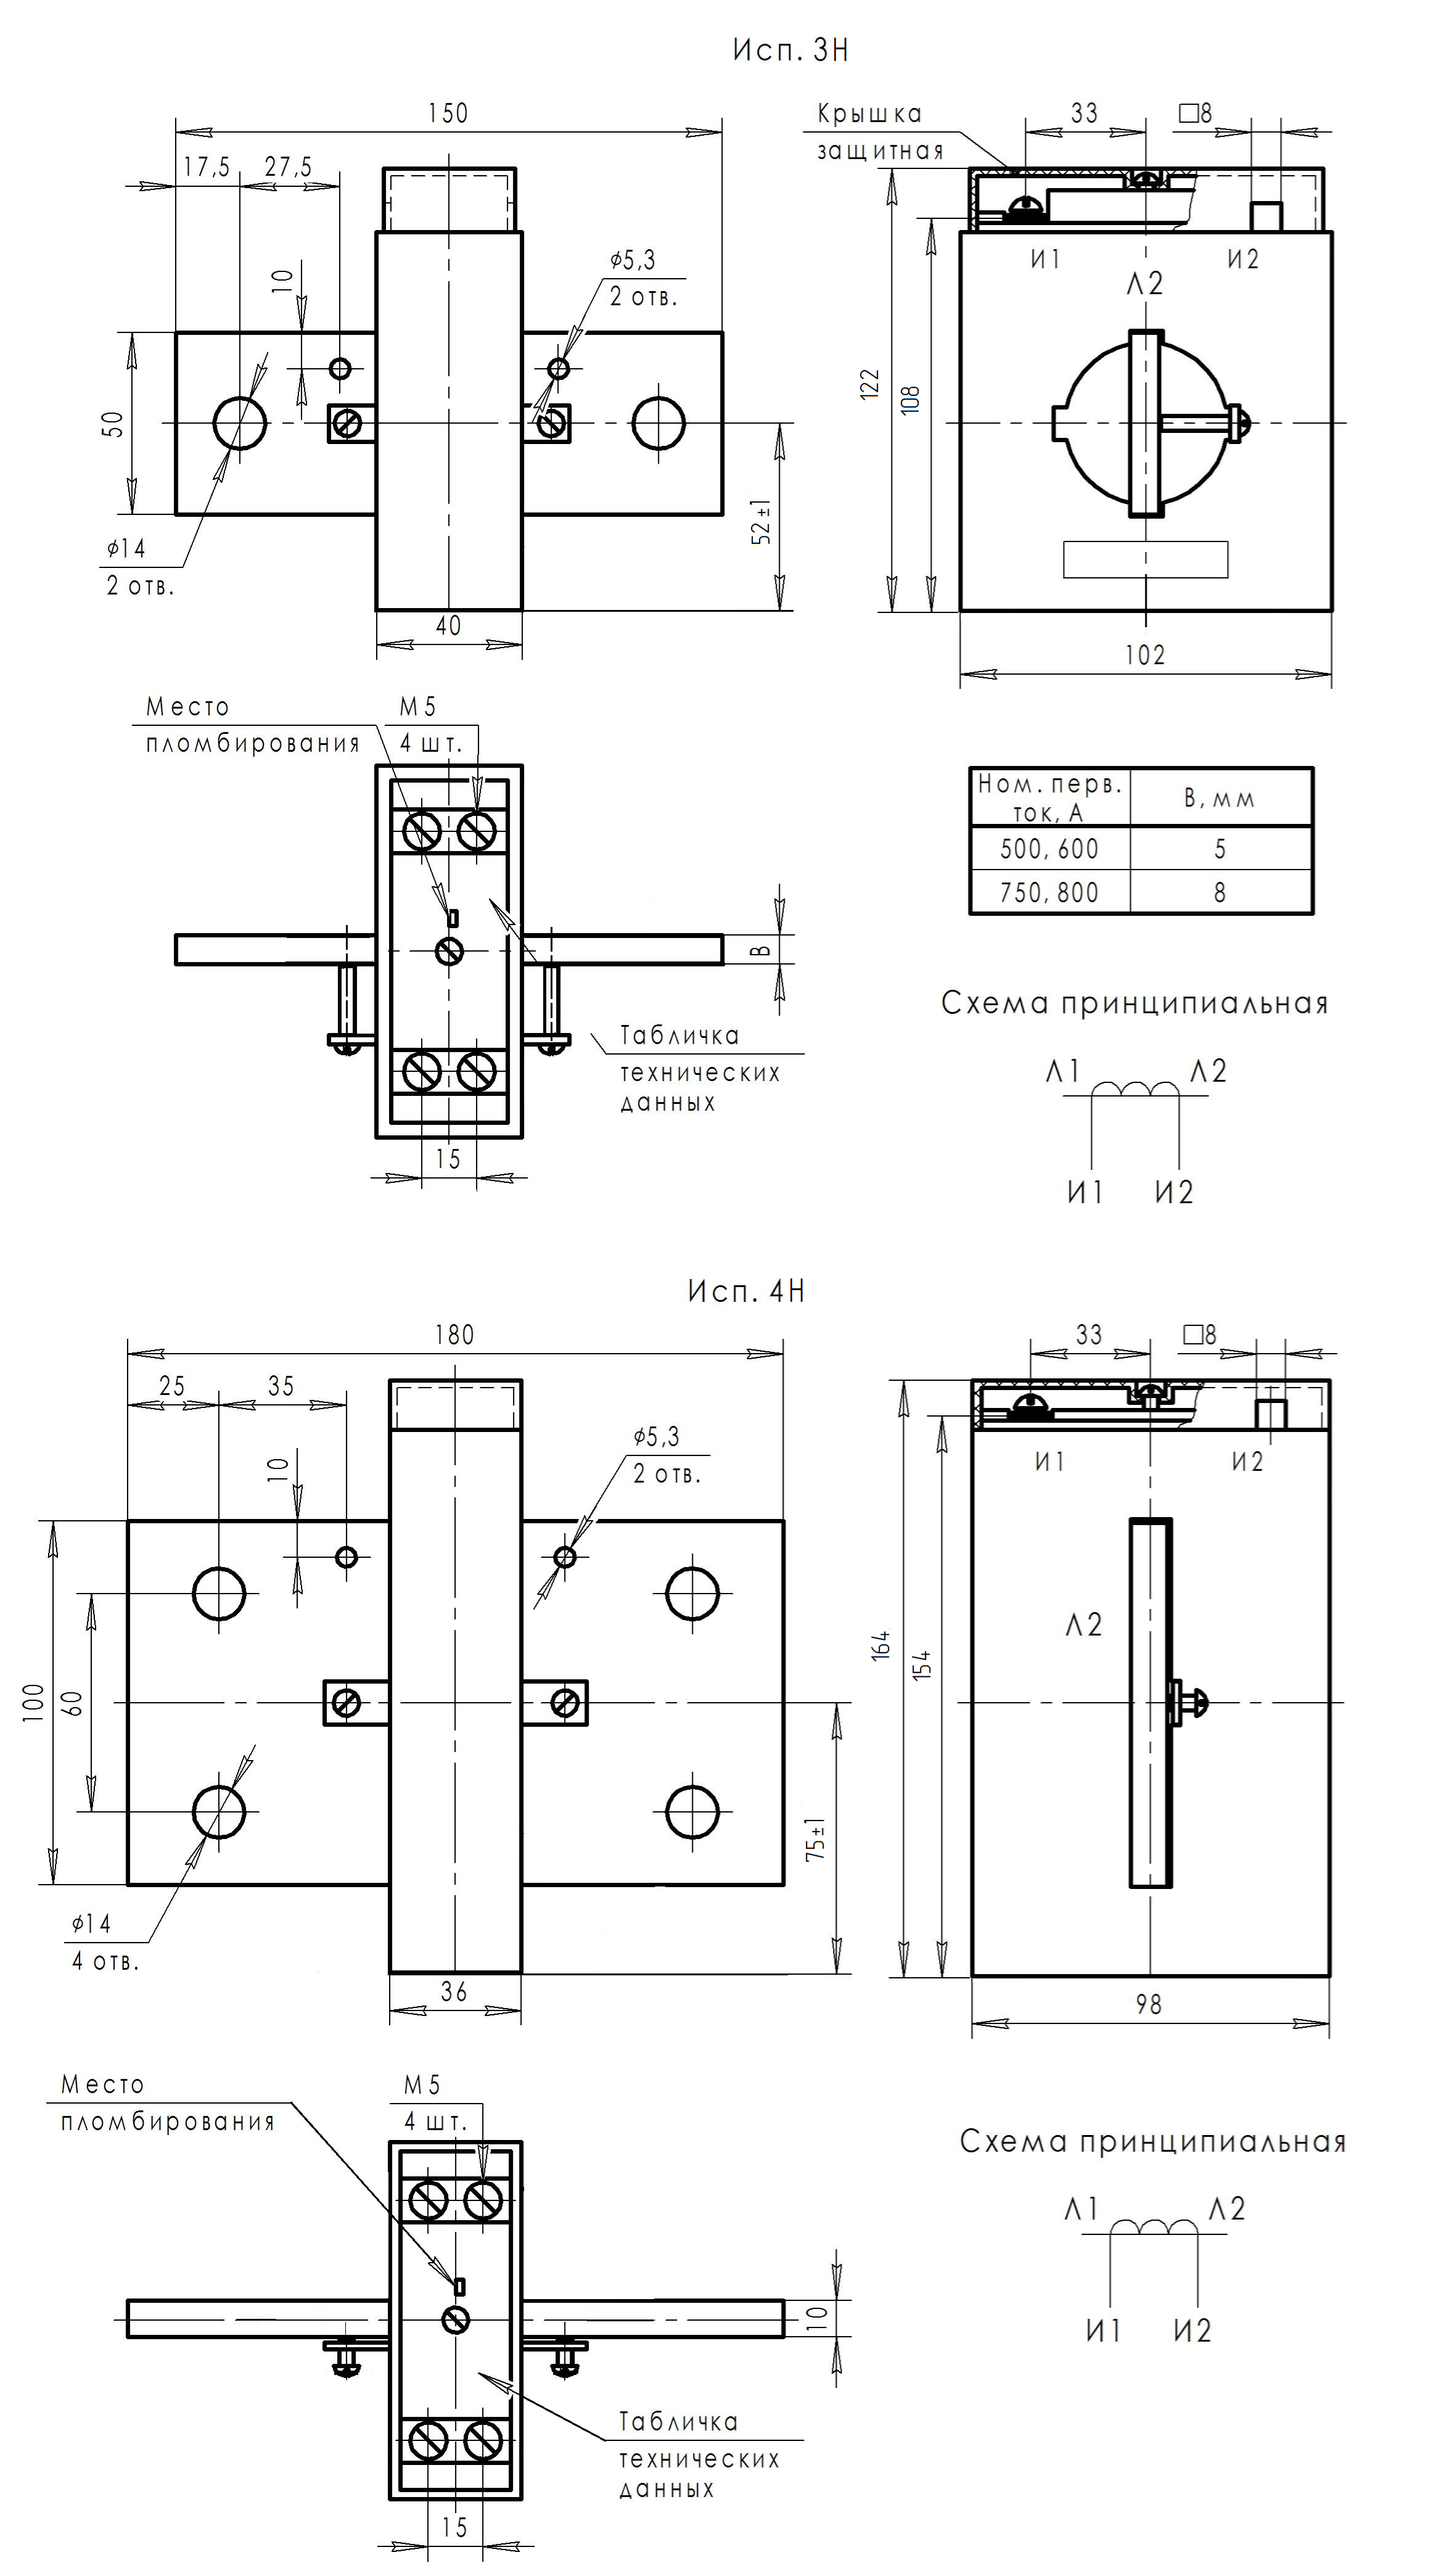 Исп. 3Н
150
17,5
27,5
10
ϕ5,3
2 отв.
50
ϕ14
2 отв.
52±1
40
Крышка
защитная
33
□8
И1
И2
Л2
122
108
102
Место
пломбирования
М5
4 шт.
В
Табличка
технических
данных
15
Ном. перв.
ток, А
В, мм
500, 600
5
750, 800
8
Схема принципиальная
Л1
Л2
И1
И2
Исп. 4Н
180
25
35
10
ϕ5,3
2 отв.
100
60
ϕ14
4 отв.
75±1
36
33
□8
И1
И2
Л2
164
154
98
Место
пломбирования
М5
4 шт.
10
Табличка
технических
данных
15
Схема принципиальная
Л1
Л2
И1
И2